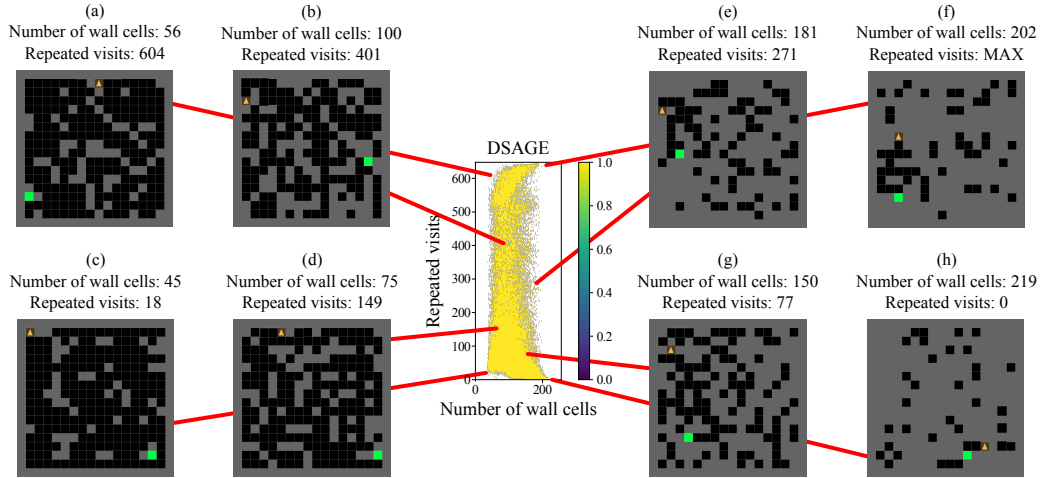 (a)
Number of wall cells: 56
Repeated visits: 604
(b)
Number of wall cells: 100
Repeated visits: 401
(e)
Number of wall cells: 181
Repeated visits: 271
(f)
Number of wall cells: 202
Repeated visits: MAX
DSAGE
600
500
400
300
200
100
0
0
200
Repeated visits
Number of wall cells
1.0
0.8
0.6
0.4
0.2
0.0
(c)
Number of wall cells: 45
Repeated visits: 18
(d)
Number of wall cells: 75
Repeated visits: 149
(g)
Number of wall cells: 150
Repeated visits: 77
(h)
Number of wall cells: 219
Repeated visits: 0